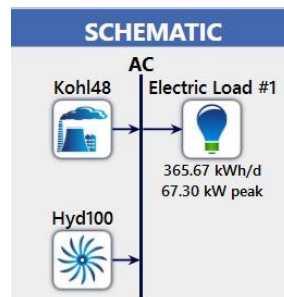 SCHEMATIC
AC
Kohl48
Electric Load #1
365.67 kWh/d
67.30 kW peak
Hyd100